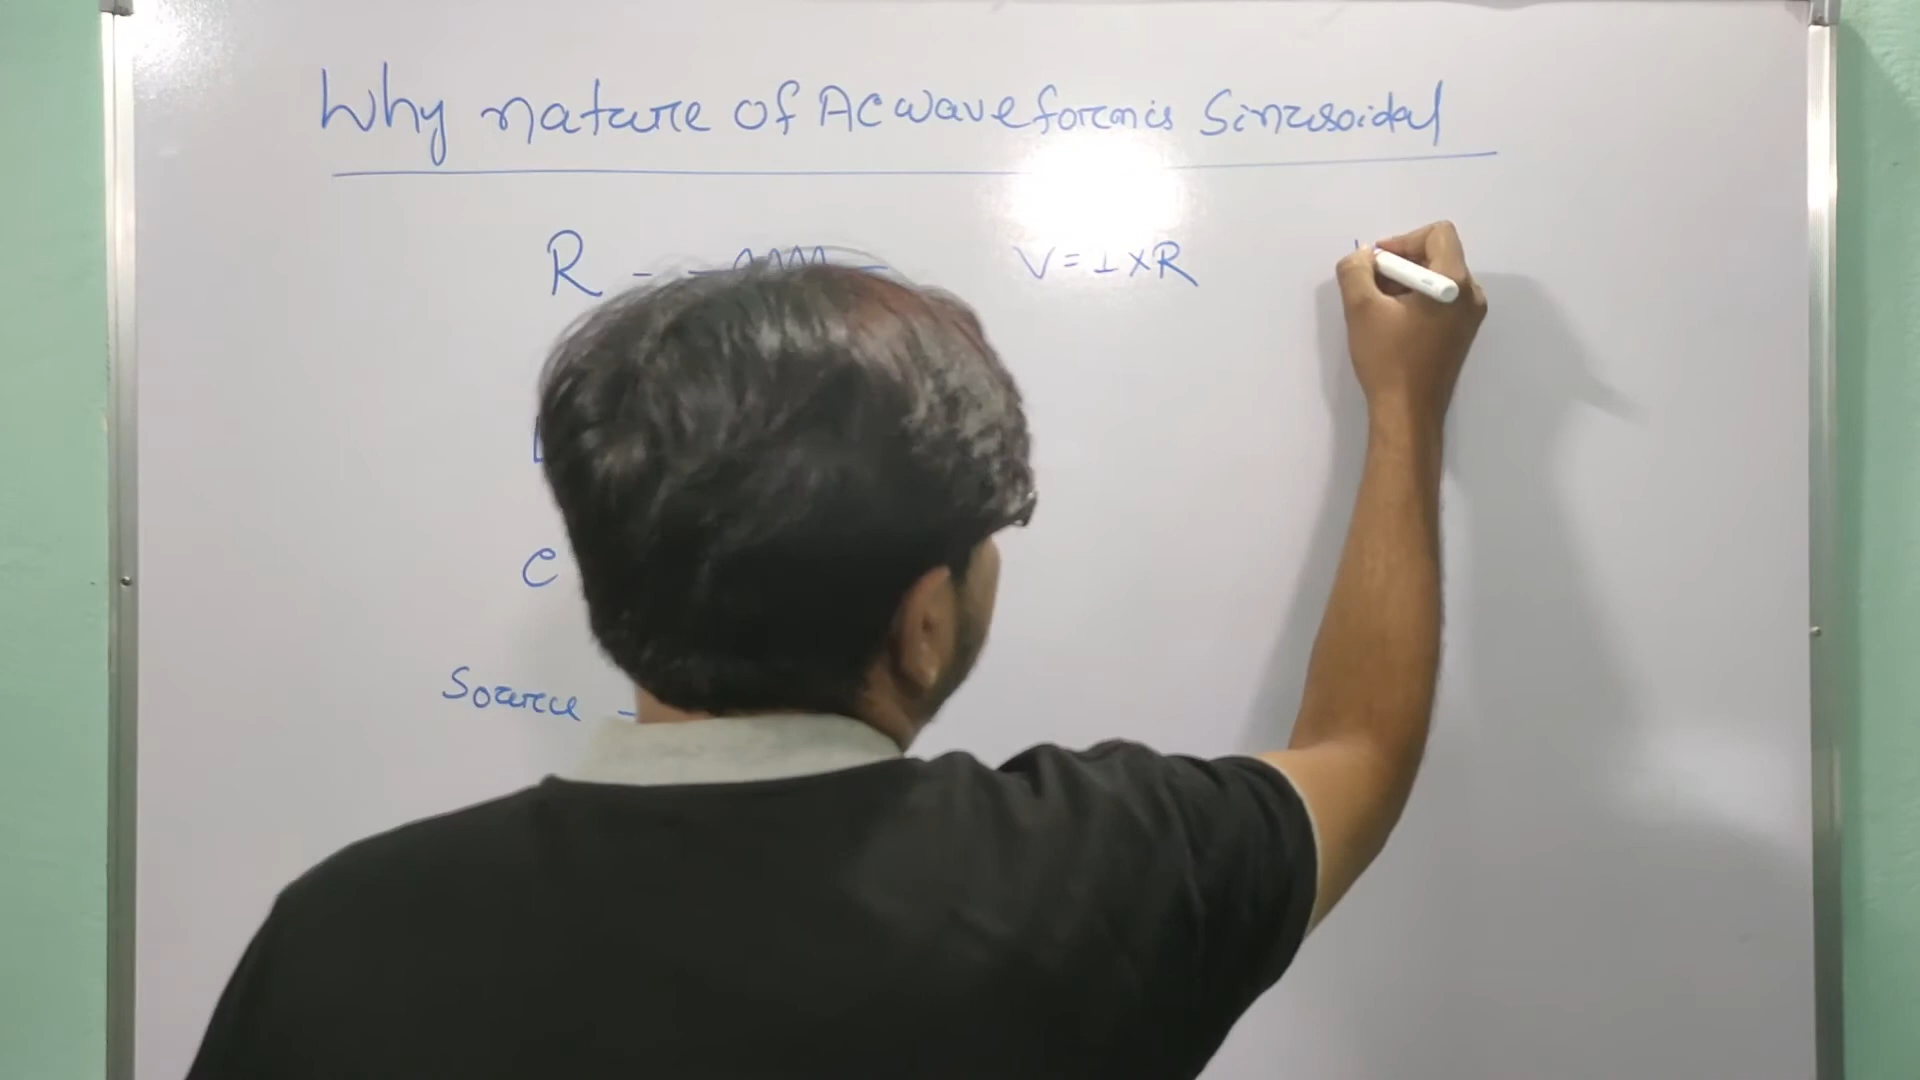 Why nature of AC waveform is Sinusoidal
R - V = I × R
C
Source -